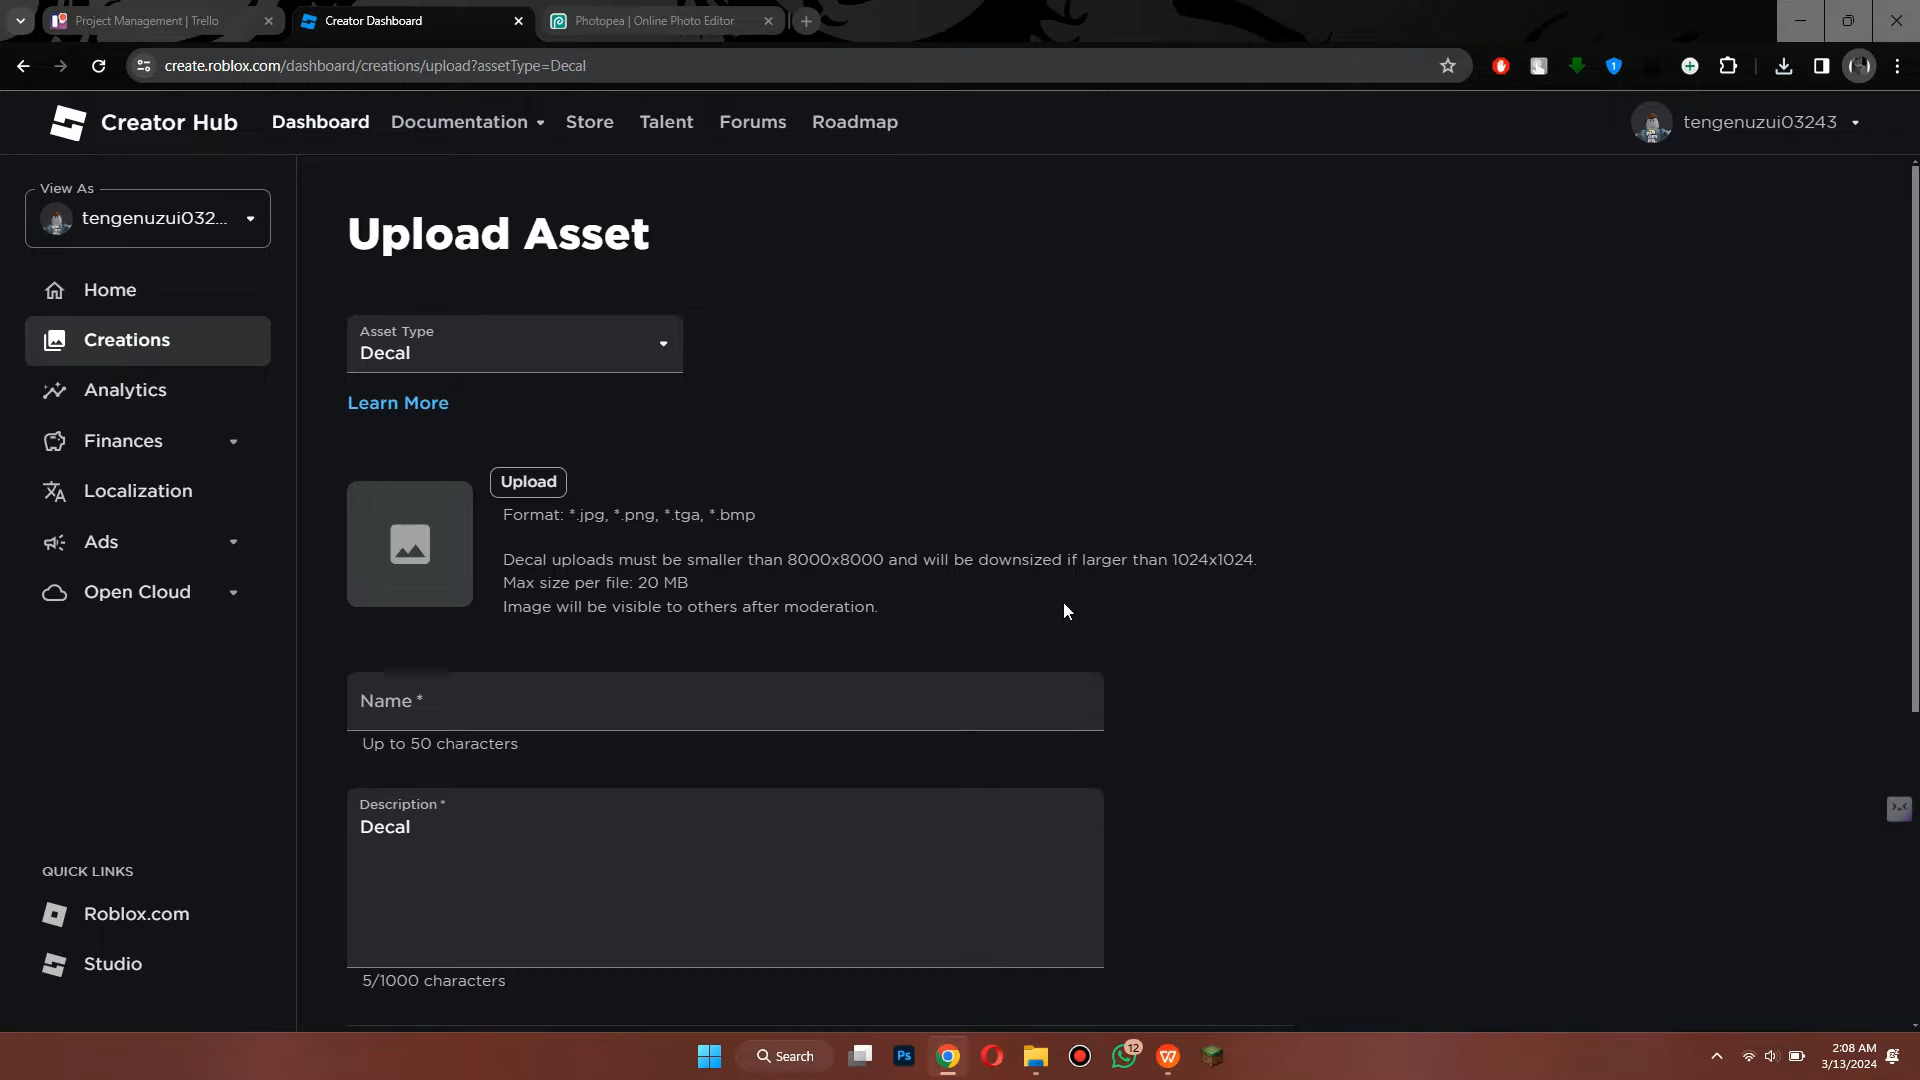 Project Management | Trello
Creator Dashboard
Photopea | Online Photo Editor
create.roblox.com/dashboard/creations/upload?assetType=Decal
Creator Hub
Dashboard
Documentation
Store
Talent
Forums
Roadmap
tengenuzui03243
View As
tengenuzui032...
Home
Creations
Analytics
Finances
Localization
Ads
Open Cloud
QUICK LINKS
Roblox.com
Studio
Upload Asset
Asset Type
Decal
Learn More
Upload
Format: *.jpg, *.png, *.tga, *.bmp
Decal uploads must be smaller than 8000x8000 and will be downsized if larger than 1024x1024.
Max size per file: 20 MB
Image will be visible to others after moderation.
Name *
Up to 50 characters
Description *
Decal
5/1000 characters
Search
Ps
12
2:08 AM
3/13/2024